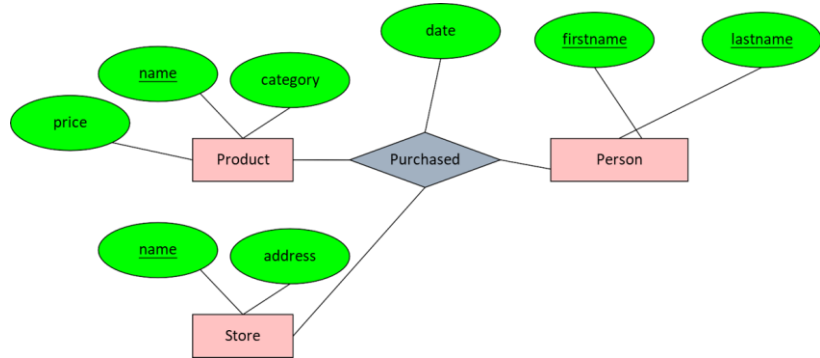 date
firstname
lastname
name
category
price
Product
Purchased
Person
name
address
Store